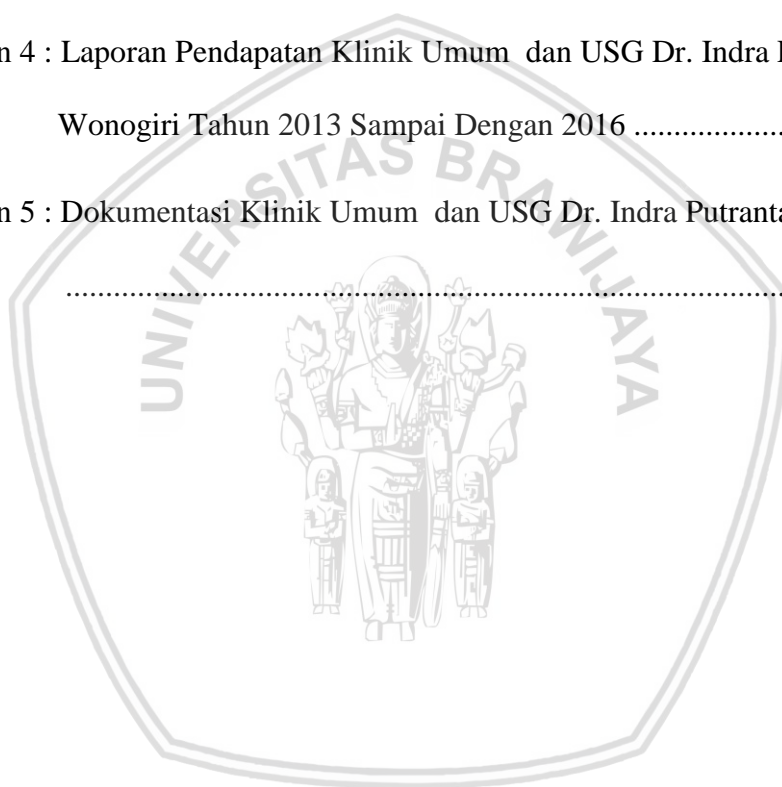 n 4 : Laporan Pendapatan Klinik Umum dan USG Dr. Indra
Wonogiri Tahun 2013 Sampai Dengan 2016 ....................
n 5 : Dokumentasi Klinik Umum dan USG Dr. Indra Putranta
..........................................................................................
UNIVERSITAS BRAWIJAYA